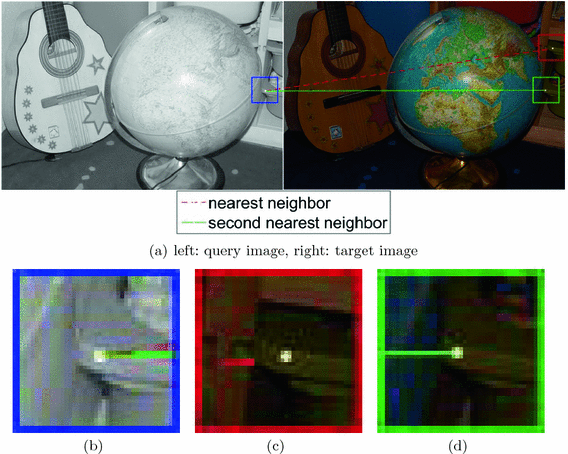 nearest neighbor
second nearest neighbor
(a) left: query image, right: target image
(b)
(c)
(d)